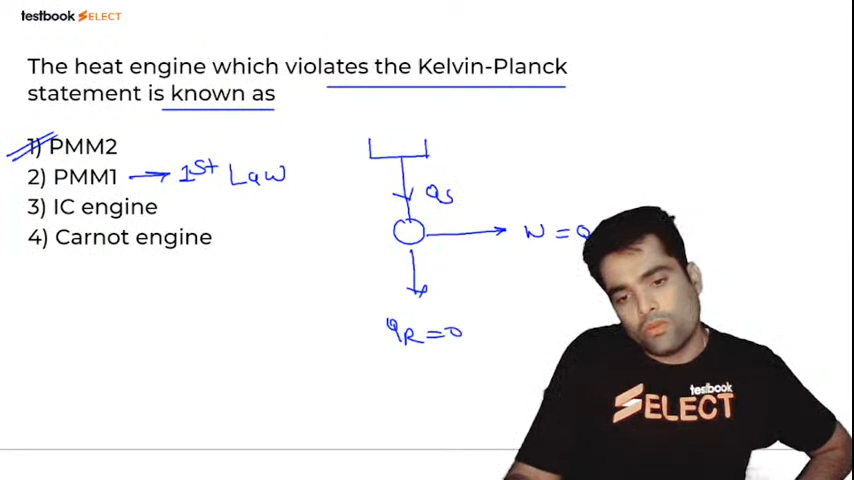 testbook SELECT
The heat engine which violates the Kelvin-Planck
statement is known as
1) PMM2
2) PMM1 → 1st Law
3) IC engine
4) Carnot engine
QS
W = Q
QR = 0
testbook
SELECT